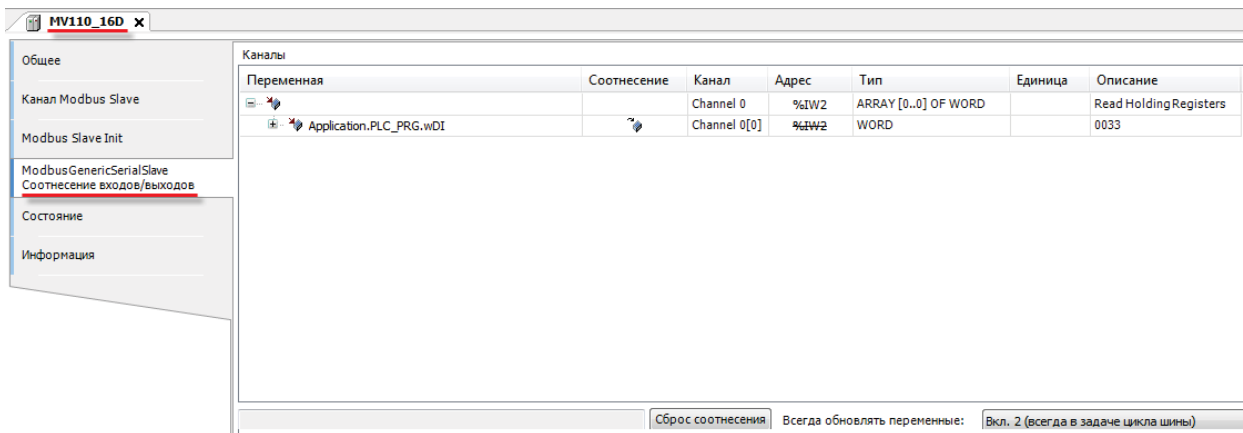 MV110_16D x
Общее
Канал Modbus Slave
Modbus Slave Init
ModbusGenericSerialSlave
Соотнесение входов/выходов
Состояние
Информация
Каналы
Переменная Соотнесение Канал Адрес Тип Единица Описание
Channel 0 %IW2 ARRAY [0..0] OF WORD Read Holding Registers
Application.PLC_PRG.wDI Channel 0[0] %IW2 WORD 0033
Сброс соотнесения Всегда обновлять переменные: Вкл. 2 (всегда в задаче цикла шины)